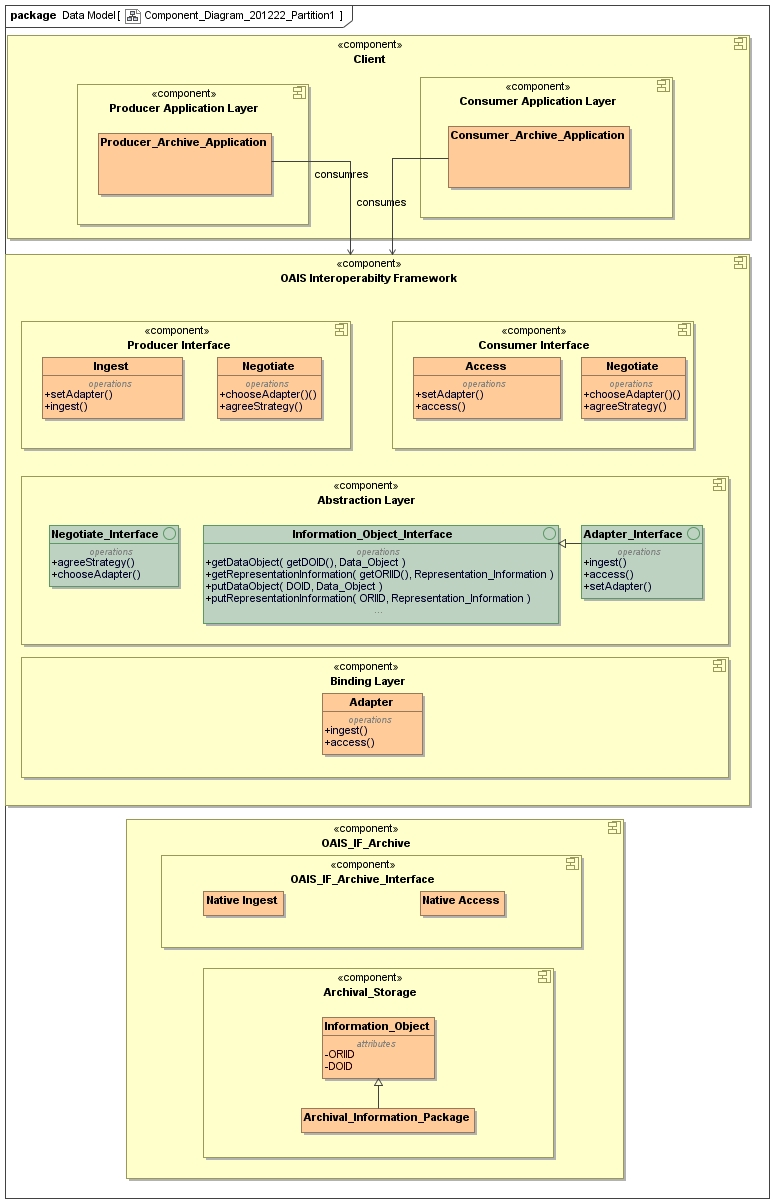 package Data Model[ Component_Diagram_201222_Partition1 ]
«component»
Client
«component»
Producer Application Layer
Producer_Archive_Application
«component»
Consumer Application Layer
Consumer_Archive_Application
consumres
consumes
«component»
OAIS Interoperabilty Framework
«component»
Producer Interface
Ingest
operations
+setAdapter()
+ingest()
Negotiate
operations
+chooseAdapter()()
+agreeStrategy()
«component»
Consumer Interface
Access
operations
+setAdapter()
+access()
Negotiate
operations
+chooseAdapter()()
+agreeStrategy()
«component»
Abstraction Layer
Negotiate_Interface
operations
+agreeStrategy()
+chooseAdapter()
Information_Object_Interface
operations
+getDataObject( getDOID(), Data_Object )
+getRepresentationInformation( getORIID(), Representation_Information )
+putDataObject( DOID, Data_Object )
+putRepresentationInformation( ORIID, Representation_Information )
...
Adapter_Interface
operations
+ingest()
+access()
+setAdapter()
«component»
Binding Layer
Adapter
operations
+ingest()
+access()
«component»
OAIS_IF_Archive
«component»
OAIS_IF_Archive_Interface
Native Ingest
Native Access
«component»
Archival_Storage
Information_Object
attributes
-ORIID
-DOID
Archival_Information_Package